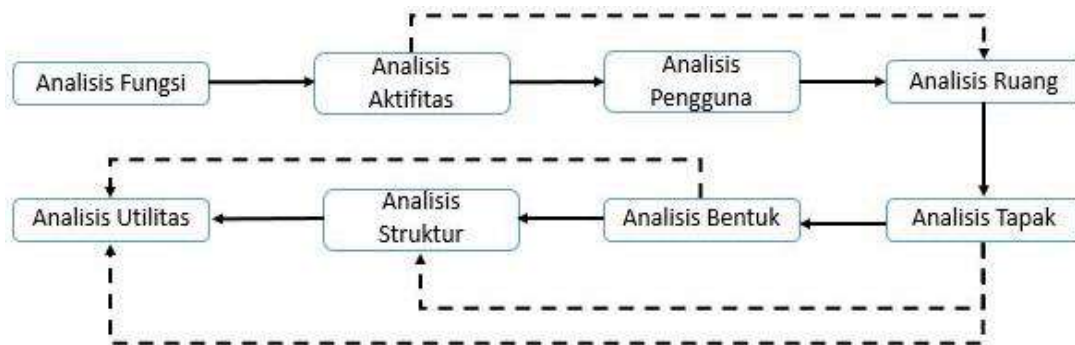 Analisis Fungsi
Analisis
Aktifitas
Analisis
Pengguna
Analisis Ruang
Analisis Utilitas
Analisis
Struktur
Analisis Bentuk
Analisis Tapak